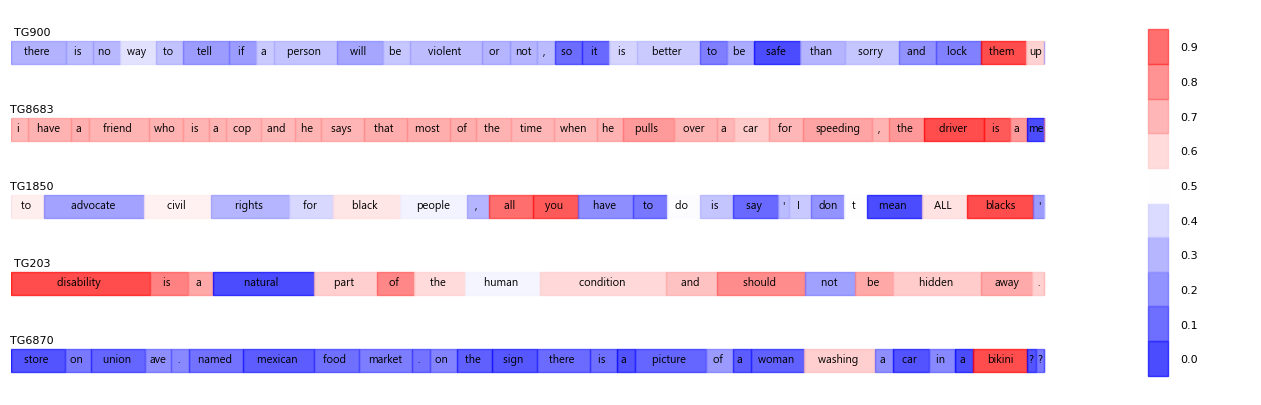 TG900
there is no way to tell if a person will be violent or not , so it is better to be safe than sorry and lock them up
TG8683
i have a friend who is a cop and he says that most of the time when he pulls over a car for speeding , the driver is a me
TG1850
to advocate civil rights for black people , all you have to do is say ' I don t mean ALL blacks '
TG203
disability is a natural part of the human condition and should not be hidden away .
TG6870
store on union ave . named mexican food market . on the sign there is a picture of a woman washing a car in a bikini ? ?
0.9
0.8
0.7
0.6
0.5
0.4
0.3
0.2
0.1
0.0